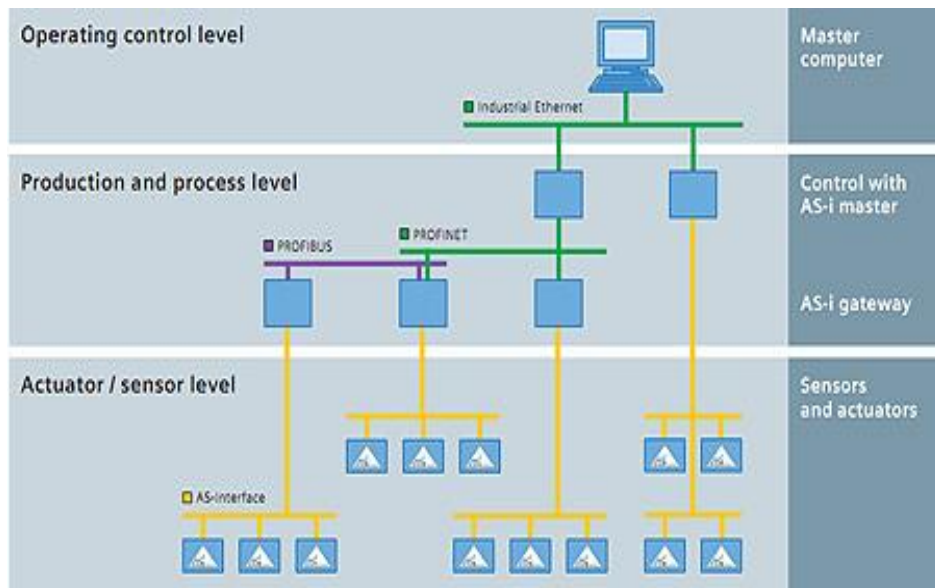 Operating control level
Master
computer
Industrial Ethernet
Production and process level
Control with
AS-i master
PROFINET
PROFIBUS
AS-i gateway
Actuator / sensor level
Sensors
and actuators
AS-Interface